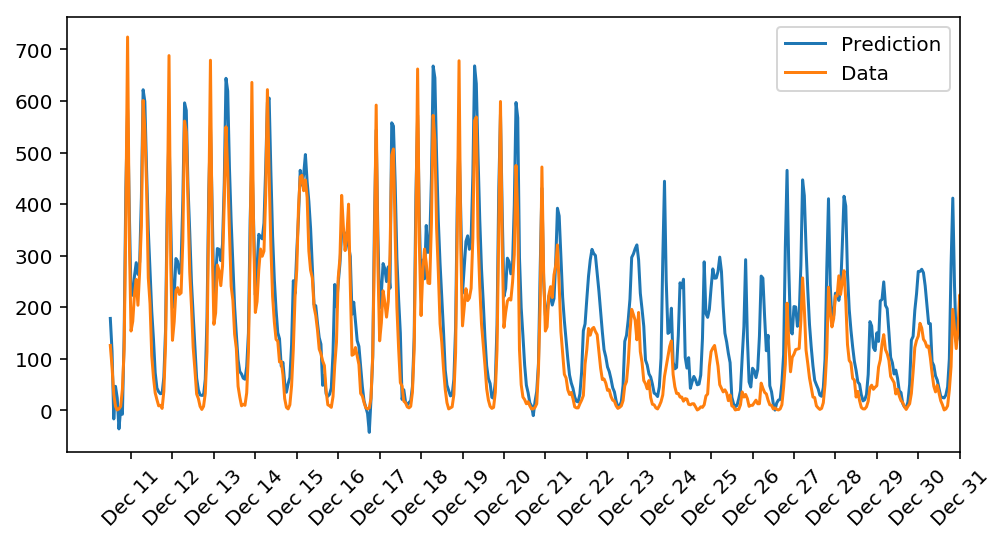 Prediction
Data
700
600
500
400
300
200
100
0
Dec 11
Dec 12
Dec 13
Dec 14
Dec 15
Dec 16
Dec 17
Dec 18
Dec 19
Dec 20
Dec 21
Dec 22
Dec 23
Dec 24
Dec 25
Dec 26
Dec 27
Dec 28
Dec 29
Dec 30
Dec 31